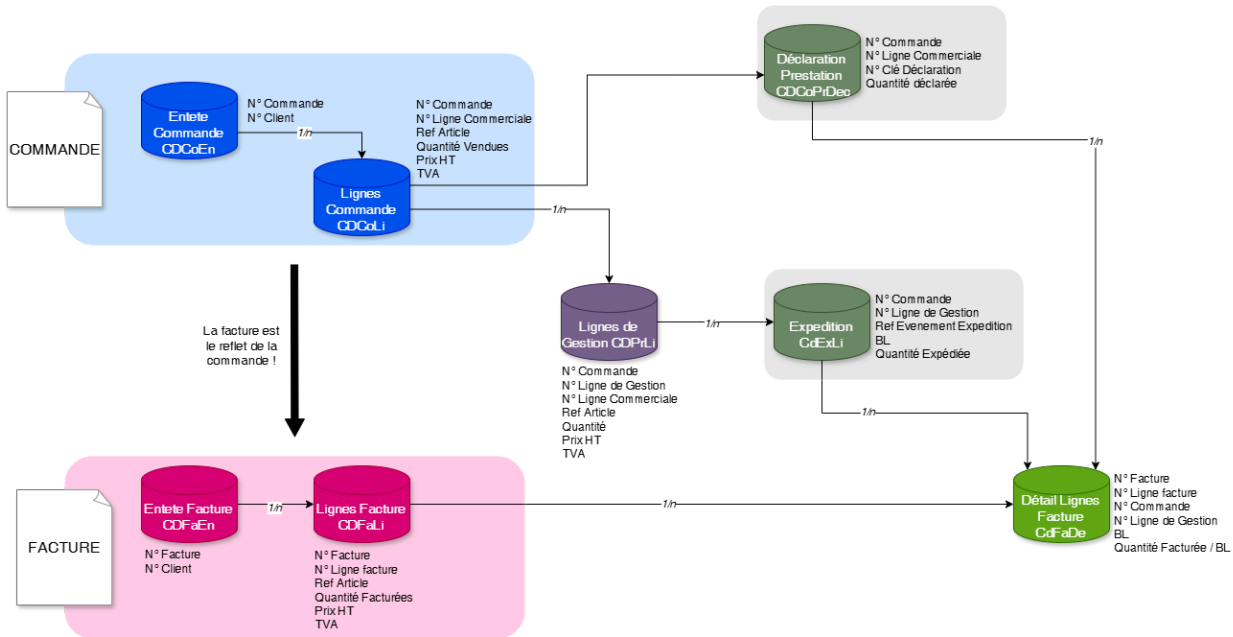 COMMANDE
Entete
Commande
CDCoEn
N° Commande
N° Client
1/n
Lignes
Commande
CDCoLi
N° Commande
N° Ligne Commerciale
Ref Article
Quantité Vendues
Prix HT
TVA
Déclaration
Prestation
CDCoPrDec
N° Commande
N° Ligne Commerciale
N° Clé Déclaration
Quantité déclarée
1/n
1/n
Lignes de
Gestion CDPrLi
N° Commande
N° Ligne de Gestion
N° Ligne Commerciale
Ref Article
Quantité
Prix HT
TVA
1/n
Expedition
CdExLi
N° Commande
N° Ligne de Gestion
Ref Evenement Expedition
BL
Quantité Expédiée
1/n
La facture est
le reflet de la
commande !
FACTURE
Entete Facture
CDFaEn
N° Facture
N° Client
1/n
Lignes Facture
CDFaLi
N° Facture
N° Ligne facture
Ref Article
Quantité Facturées
Prix HT
TVA
1/n
Détail Lignes
Facture
CdFaDe
N° Facture
N° Ligne facture
N° Commande
N° Ligne de Gestion
BL
Quantité Facturée / BL